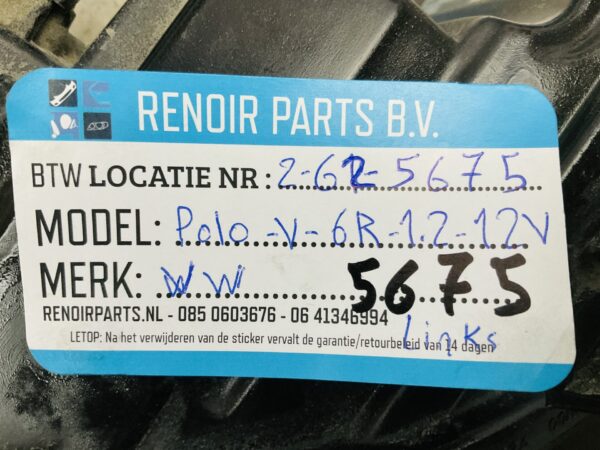 RENOIR PARTS B.V.
BTW LOCATIE NR : 2-62-5675
MODEL: Polo-V-6R-1.2-12V
MERK: VW
5675
RENOIRPARTS.NL - 085 0603676 - 06 41346994
Links
LETOP: Na het verwijderen van de sticker vervalt de garantie/retourbeleid van 14 dagen